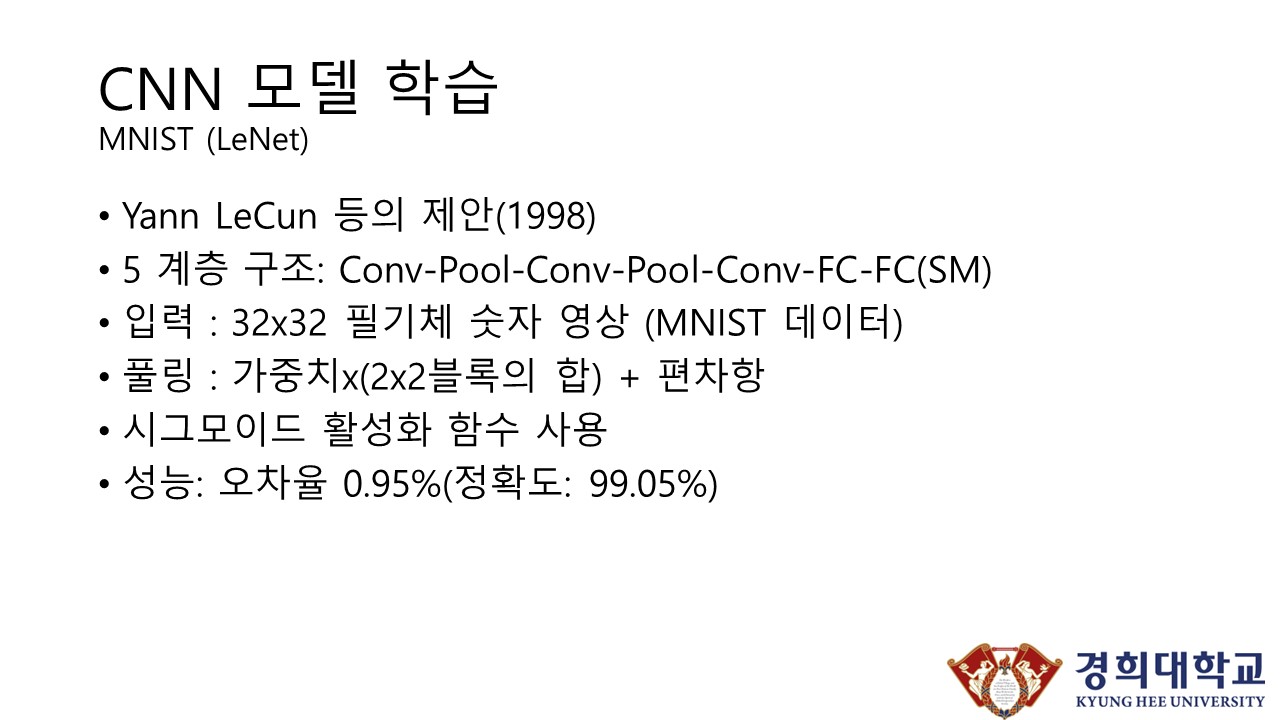 CNN 모델 학습
MNIST (LeNet)
• Yann LeCun 등의 제안(1998)
• 5 계층 구조: Conv-Pool-Conv-Pool-Conv-FC-FC(SM)
• 입력 : 32x32 필기체 숫자 영상 (MNIST 데이터)
• 풀링 : 가중치x(2x2블록의 합) + 편차항
• 시그모이드 활성화 함수 사용
• 성능: 오차율 0.95%(정확도: 99.05%)
경희대학교
KYUNG HEE UNIVERSITY